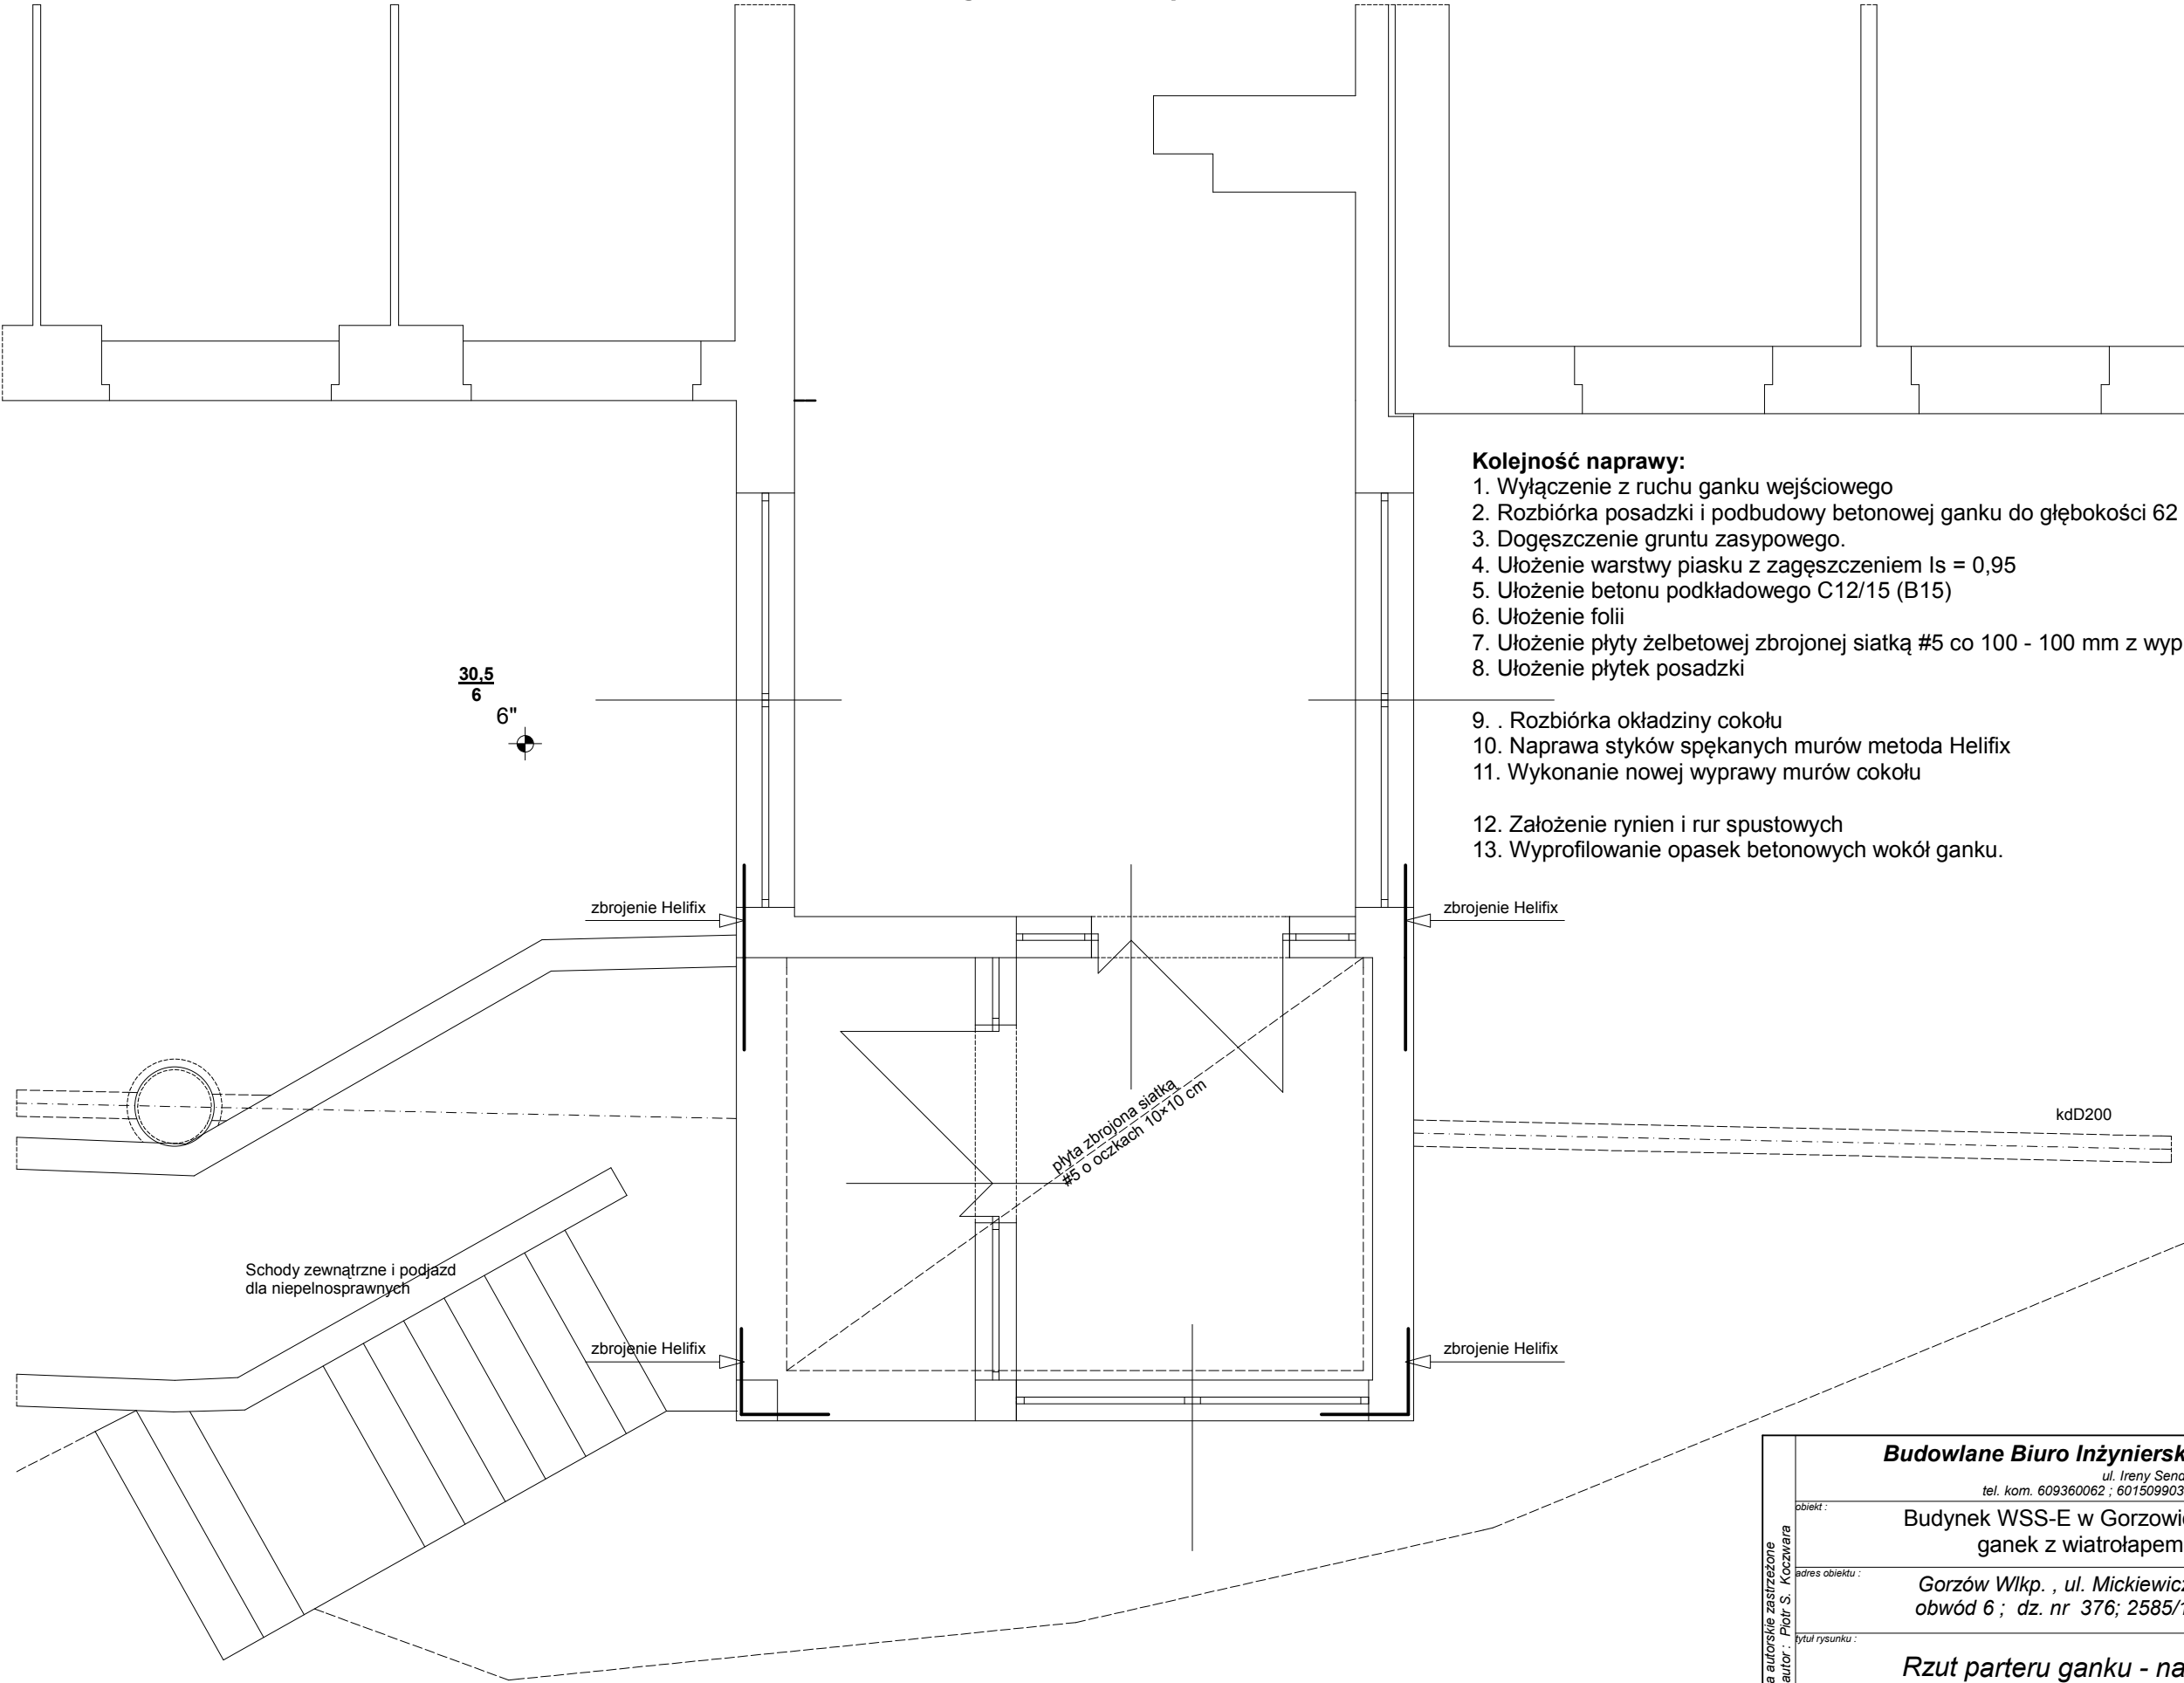 Kolejność naprawy:
1. Wyłączenie z ruchu ganku wejściowego
2. Rozbiórka posadzki i podbudowy betonowej ganku do głębokości 62
3. Dogęszczenie gruntu zasypowego.
4. Ułożenie warstwy piasku z zagęszczeniem Is = 0,95
5. Ułożenie betonu podkładowego C12/15 (B15)
6. Ułożenie folii
7. Ułożenie płyty żelbetowej zbrojonej siatką #5 co 100 - 100 mm z wyp
8. Ułożenie płytek posadzki
9. . Rozbiórka okładziny cokołu
10. Naprawa styków spękanych murów metoda Helifix
11. Wykonanie nowej wyprawy murów cokołu
12. Założenie rynien i rur spustowych
13. Wyprofilowanie opasek betonowych wokół ganku.
30,5
6
6"
zbrojenie Helifix
zbrojenie Helifix
płyta zbrojona siatką
#5 o oczkach 10×10 cm
kdD200
Schody zewnątrzne i podjazd
dla niepelnosprawnych
zbrojenie Helifix
zbrojenie Helifix
Budowlane Biuro Inżyniersk
ul. Ireny Send
tel. kom. 609360062 ; 601509903
obiekt :
Budynek WSS-E w Gorzowi
ganek z wiatrołapem
adres obiektu :
Gorzów Wlkp. , ul. Mickiewicz
obwód 6 ; dz. nr 376; 2585/1
tytuł rysunku :
Rzut parteru ganku - na
a autorskie zastrzeżone
autor : Piotr S. Koczwara